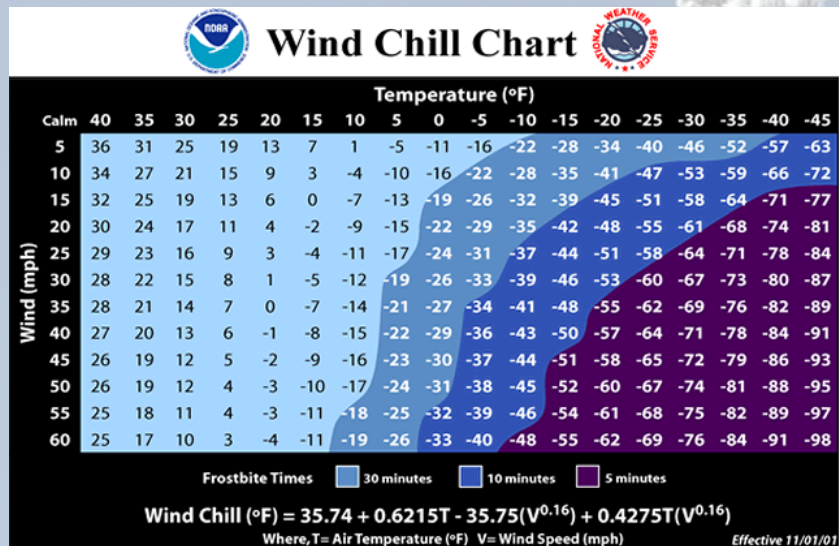 NOAA
Wind Chill Chart
NATIONAL WEATHER SERVICE
Temperature (ºF)
Calm 40 35 30 25 20 15 10 5 0 -5 -10 -15 -20 -25 -30 -35 -40 -45
5 36 31 25 19 13 7 1 -5 -11 -16 -22 -28 -34 -40 -46 -52 -57 -63
10 34 27 21 15 9 3 -4 -10 -16 -22 -28 -35 -41 -47 -53 -59 -66 -72
15 32 25 19 13 6 0 -7 -13 -19 -26 -32 -39 -45 -51 -58 -64 -71 -77
20 30 24 17 11 4 -2 -9 -15 -22 -29 -35 -42 -48 -55 -61 -68 -74 -81
25 29 23 16 9 3 -4 -11 -17 -24 -31 -37 -44 -51 -58 -64 -71 -78 -84
30 28 22 15 8 1 -5 -12 -19 -26 -33 -39 -46 -53 -60 -67 -73 -80 -87
35 28 21 14 7 0 -7 -14 -21 -27 -34 -41 -48 -55 -62 -69 -76 -82 -89
40 27 20 13 6 -1 -8 -15 -22 -29 -36 -43 -50 -57 -64 -71 -78 -84 -91
45 26 19 12 5 -2 -9 -16 -23 -30 -37 -44 -51 -58 -65 -72 -79 -86 -93
50 26 19 12 4 -3 -10 -17 -24 -31 -38 -45 -52 -60 -67 -74 -81 -88 -95
55 25 18 11 4 -3 -11 -18 -25 -32 -39 -46 -54 -61 -68 -75 -82 -89 -97
60 25 17 10 3 -4 -11 -19 -26 -33 -40 -48 -55 -62 -69 -76 -84 -91 -98
Wind (mph)
Frostbite Times 30 minutes 10 minutes 5 minutes
Wind Chill (ºF) = 35.74 + 0.6215T - 35.75(V^0.16) + 0.4275T(V^0.16)
Where, T= Air Temperature (ºF) V= Wind Speed (mph) Effective 11/01/01